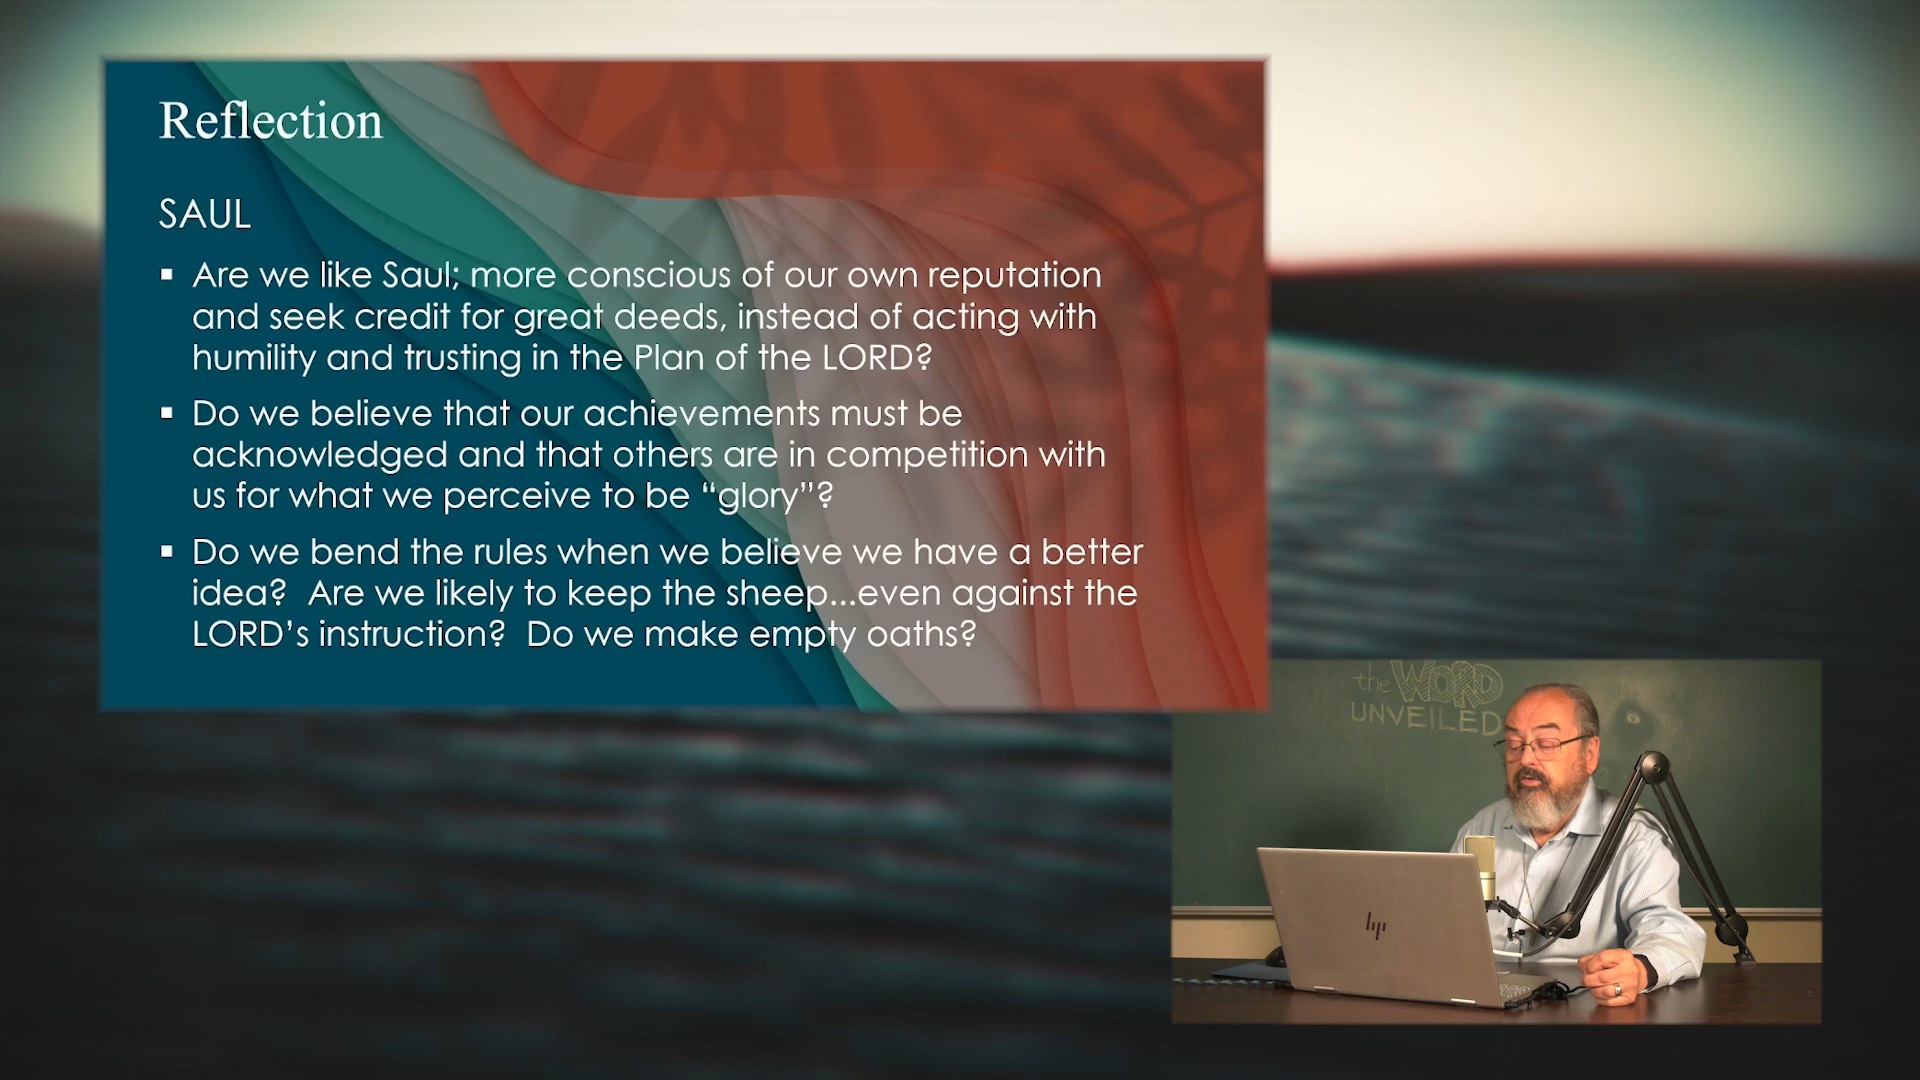 Reflection
SAUL
▪ Are we like Saul; more conscious of our own reputation
and seek credit for great deeds, instead of acting with
humility and trusting in the Plan of the LORD?
▪ Do we believe that our achievements must be
acknowledged and that others are in competition with
us for what we perceive to be “glory”?
▪ Do we bend the rules when we believe we have a better
idea?  Are we likely to keep the sheep...even against the
LORD’s instruction?  Do we make empty oaths?
the WORD
UNVEILED
hp